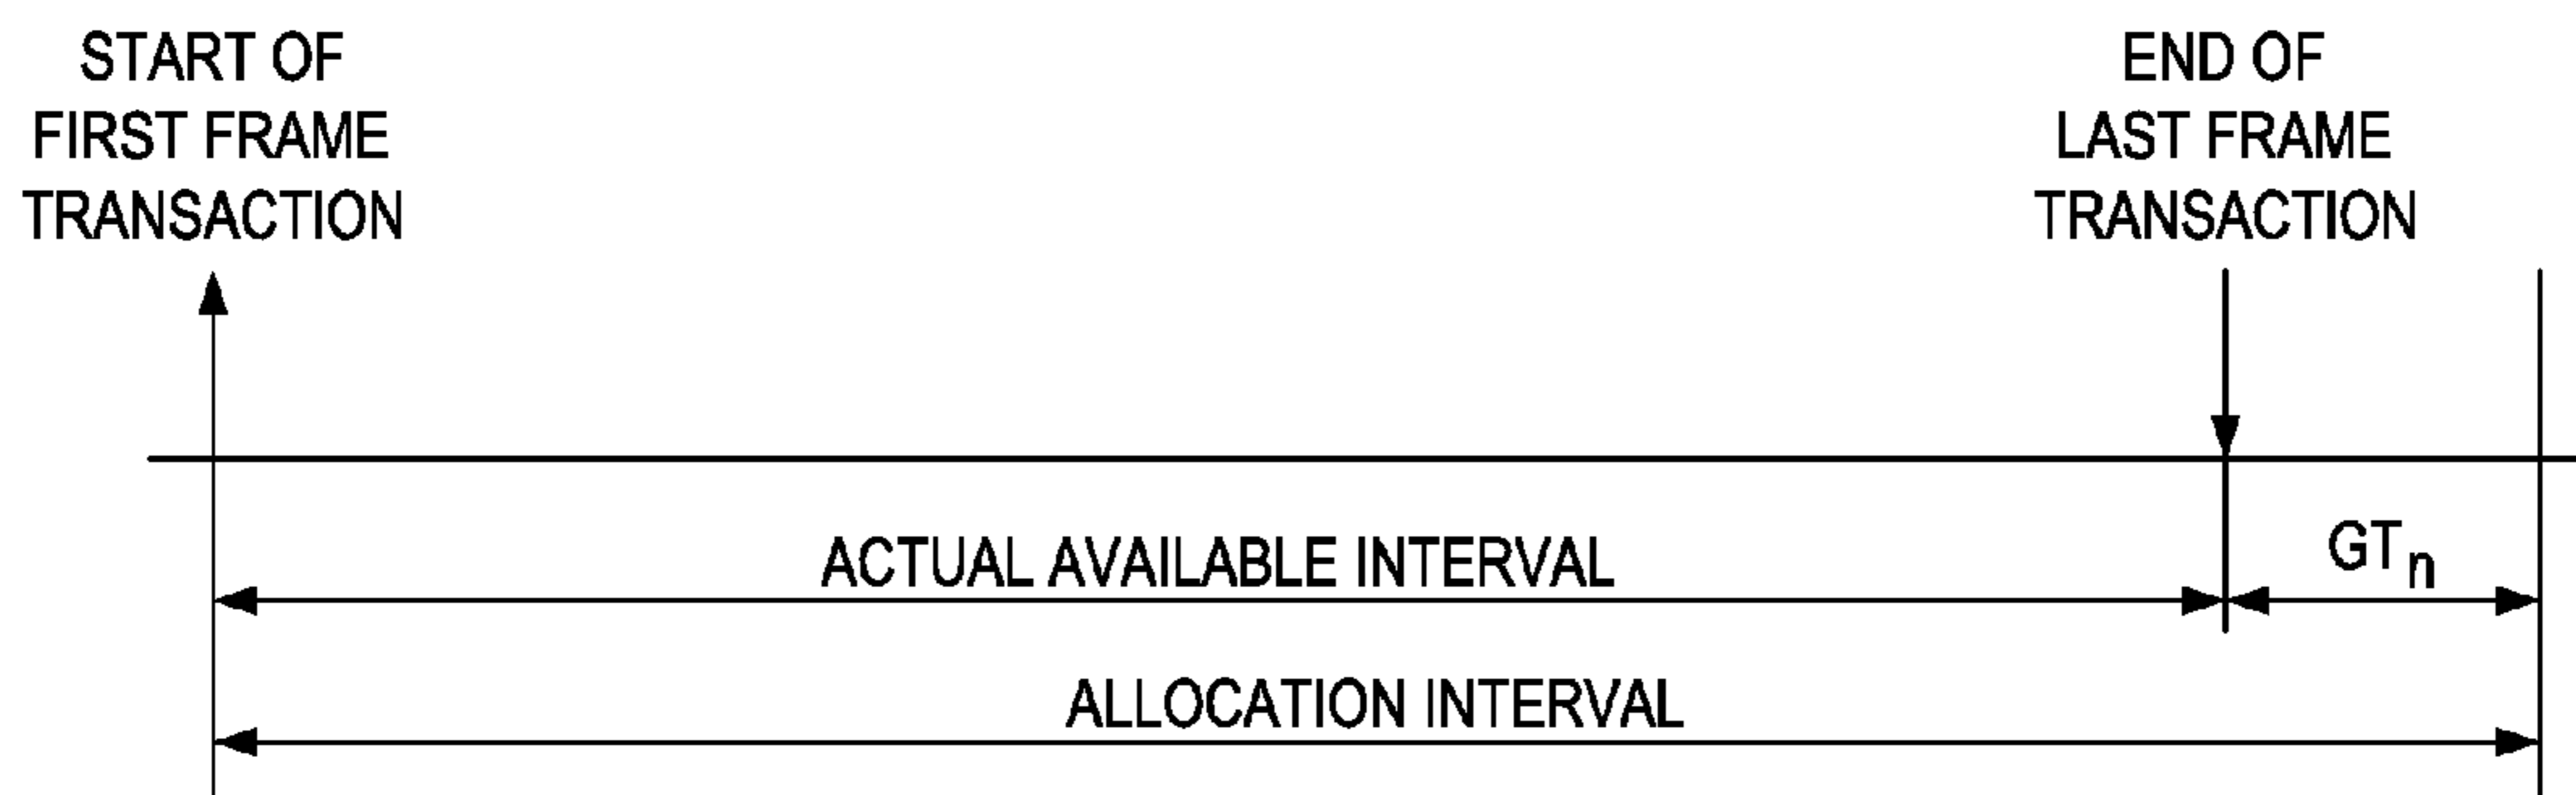 START OF
FIRST FRAME
TRANSACTION
END OF
LAST FRAME
TRANSACTION
ACTUAL AVAILABLE INTERVAL
GTn
ALLOCATION INTERVAL